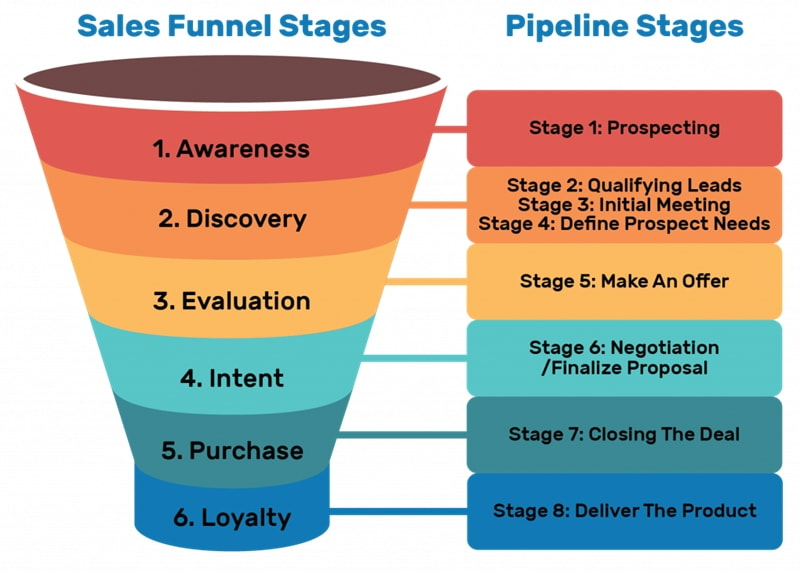 Sales Funnel Stages
Pipeline Stages
1. Awareness
Stage 1: Prospecting
2. Discovery
Stage 2: Qualifying Leads
Stage 3: Initial Meeting
Stage 4: Define Prospect Needs
3. Evaluation
Stage 5: Make An Offer
4. Intent
Stage 6: Negotiation
/Finalize Proposal
5. Purchase
Stage 7: Closing The Deal
6. Loyalty
Stage 8: Deliver The Product